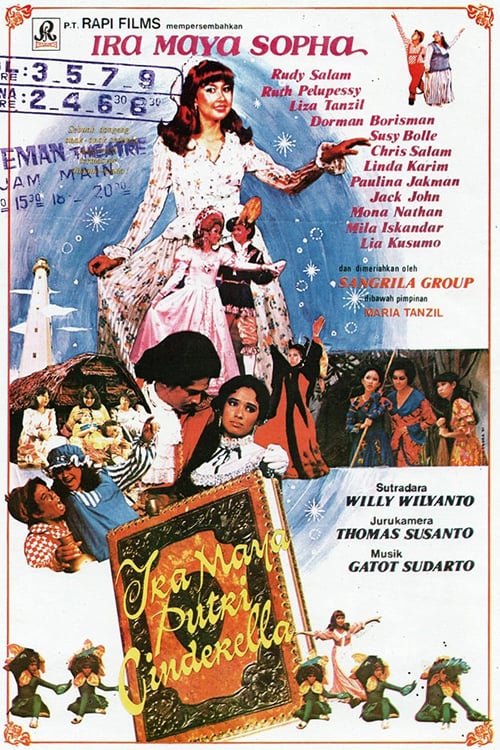 P.T. RAPI FILMS mempersembahkan
IRA MAYA SOPHA
Rudy Salam
Ruth Pelupessy
Liza Tanzil
Dorman Borisman
Susy Bolle
Chris Salam
Linda Karim
Paulina Jakman
Jack John
Mona Nathan
Mila Iskandar
Lia Kusumo
3 5 7 9
2 4 6 8
EMAN THEATRE
JAM MAIN
dan dimeriahkan oleh
SANGRILA GROUP
dibawah pimpinan
MARIA TANZIL
Sutradara
WILLY WILYANTO
Jurukamera
THOMAS SUSANTO
Musik
GATOT SUDARTO
Ira Maya
Putri
Cinderella